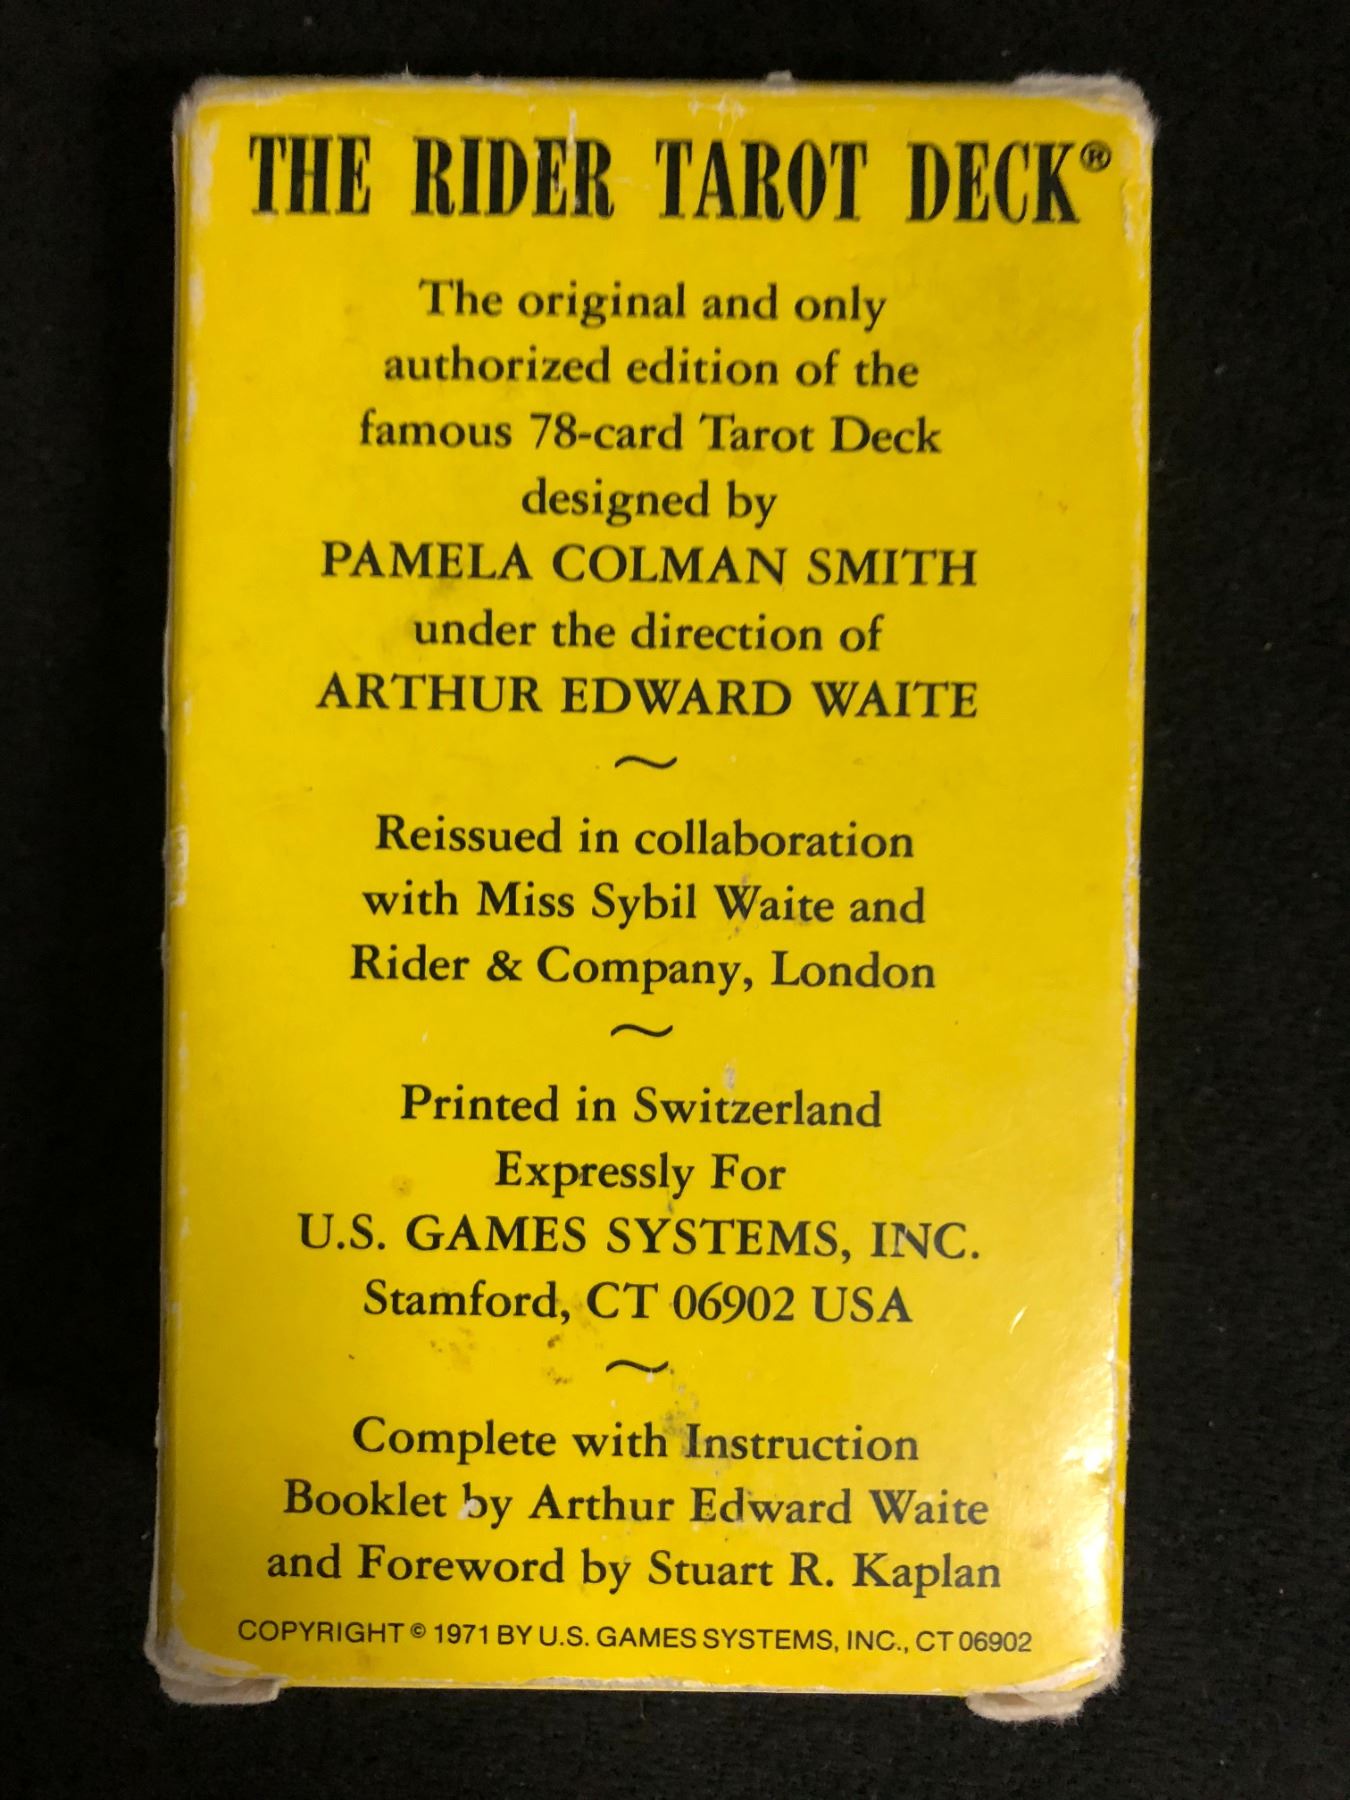 THE RIDER TAROT DECK®
The original and only
authorized edition of the
famous 78-card Tarot Deck
designed by
PAMELA COLMAN SMITH
under the direction of
ARTHUR EDWARD WAITE
~
Reissued in collaboration
with Miss Sybil Waite and
Rider & Company, London
~
Printed in Switzerland
Expressly For
U.S. GAMES SYSTEMS, INC.
Stamford, CT 06902 USA
~
Complete with Instruction
Booklet by Arthur Edward Waite
and Foreword by Stuart R. Kaplan
COPYRIGHT © 1971 BY U.S. GAMES SYSTEMS, INC., CT 06902